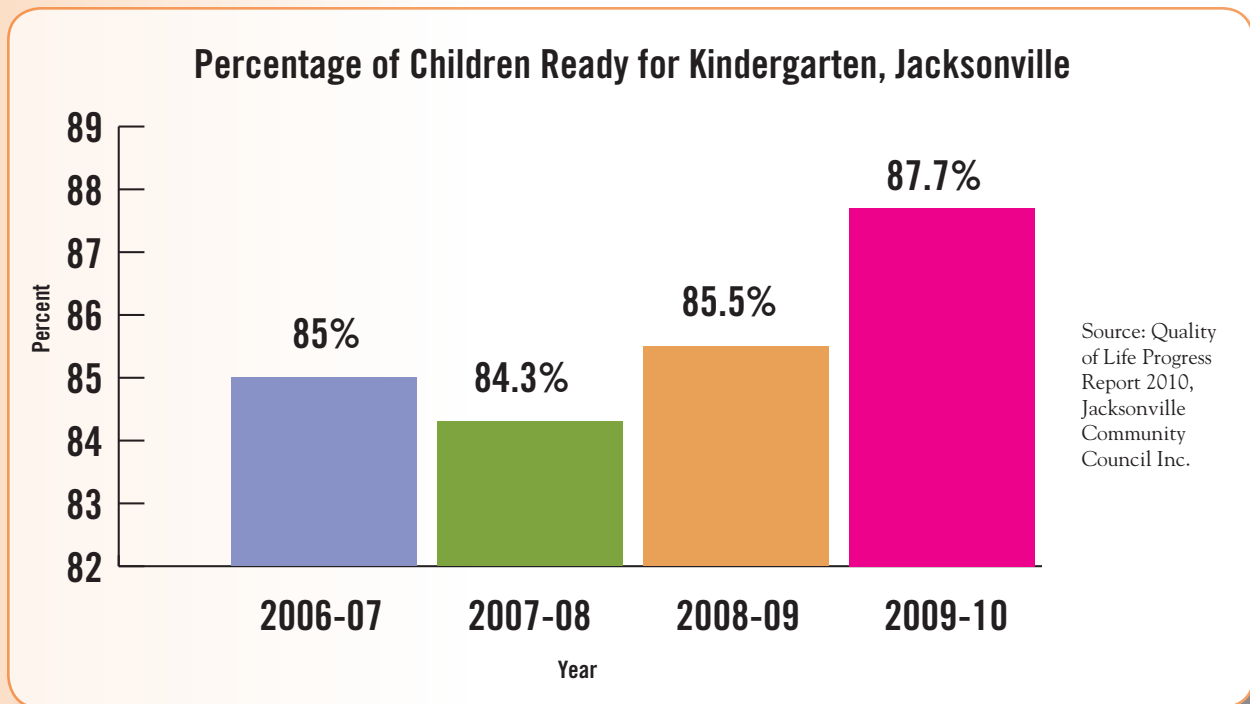 Percentage of Children Ready for Kindergarten, Jacksonville
89
88
87
86
85
84
83
82
Percent
85%
84.3%
85.5%
87.7%
2006-07
2007-08
2008-09
2009-10
Year
Source: Quality
of Life Progress
Report 2010,
Jacksonville
Community
Council Inc.